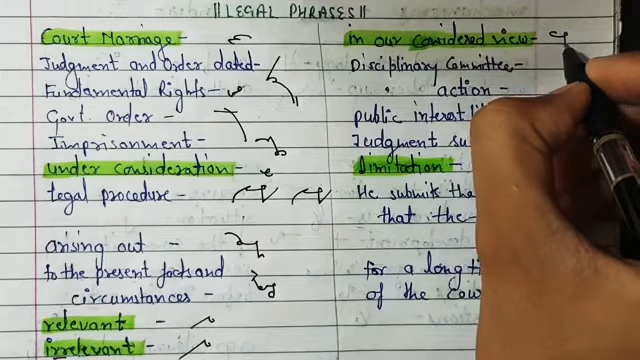 || LEGAL PHRASES ||
Court Marriage -
Judgment and Order dated -
Fundamental Rights -
Govt. Order -
Imprisonment -
under consideration -
Legal procedure -
arising out -
to the present facts and
circumstances -
relevant -
irrelevant -
in our considered view -
Disciplinary Committee -
" action -
public interest
Judgment
Limitation -
He submits
that the
for a long
of the